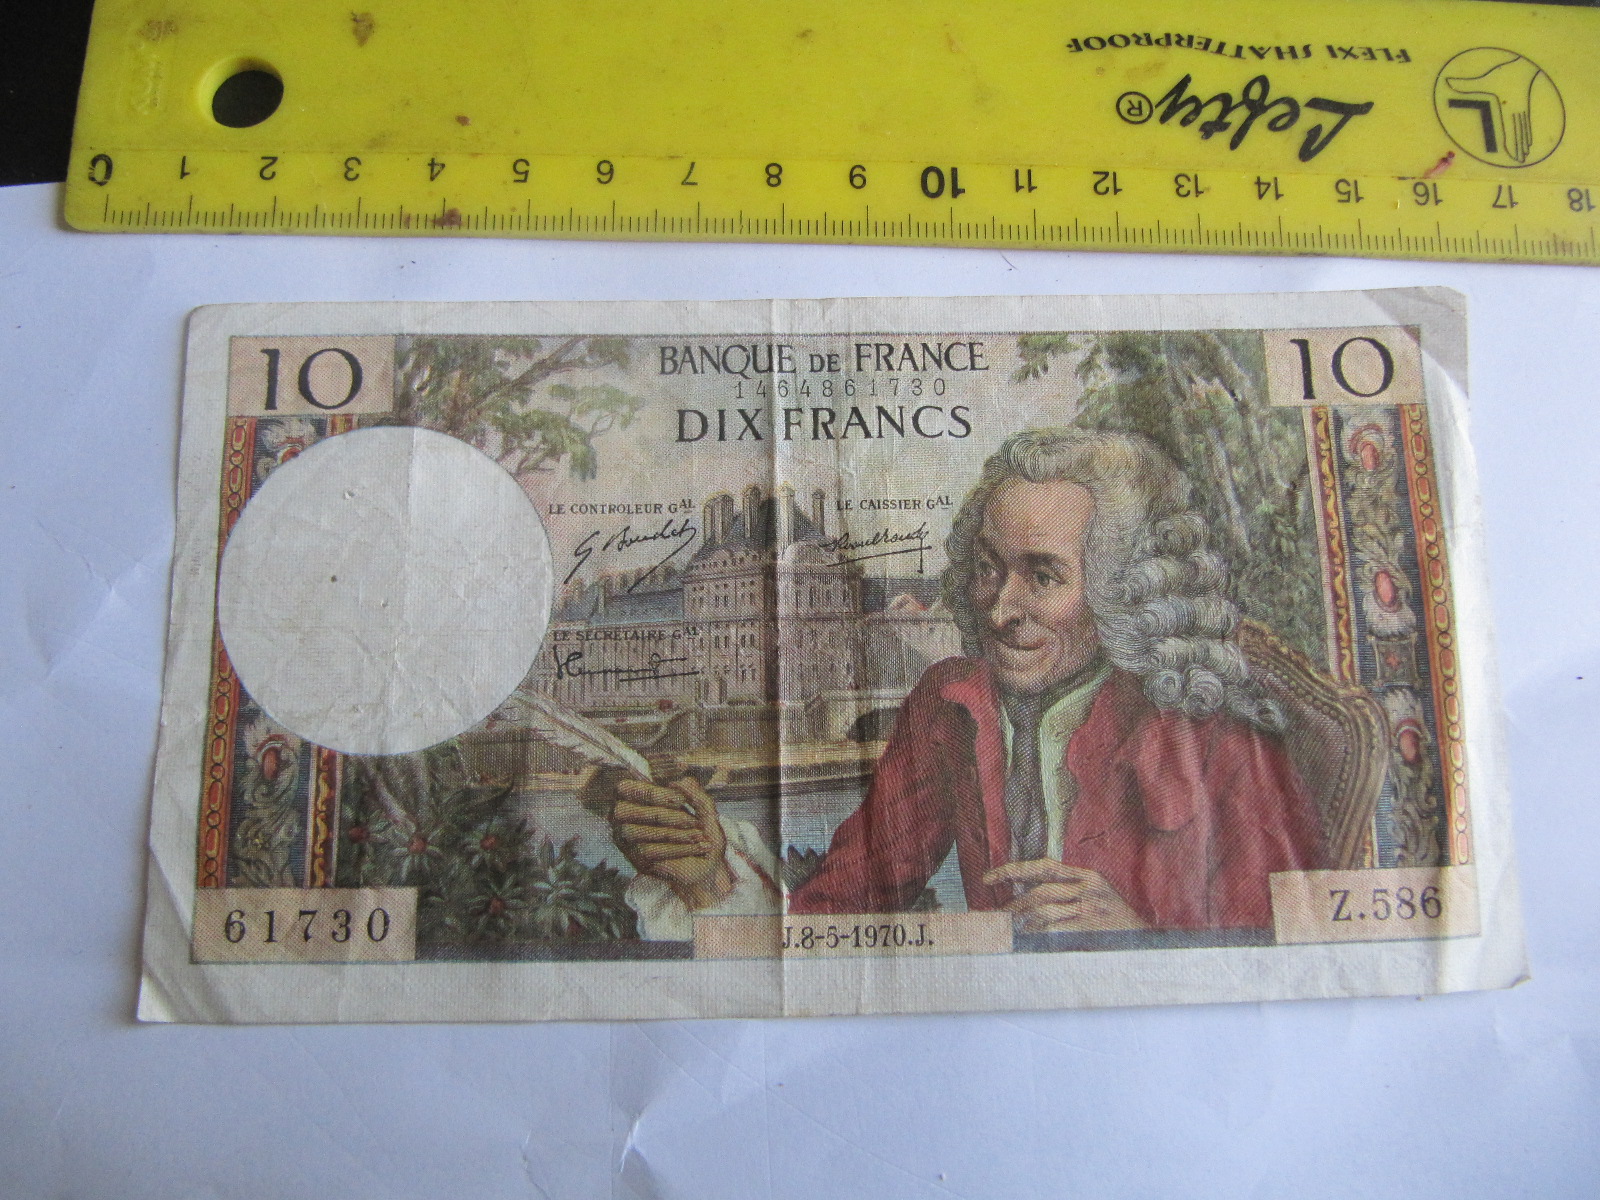 FLEXI SHATTERPROOF
Lefty®
L
0 1 2 3 4 5 6 7 8 9 10 11 12 13 14 15 16 17 18
10 BANQUE DE FRANCE 10
1464861730
DIX FRANCS
LE CONTROLEUR GAL
LE CAISSIER GAL
LE SECRETAIRE GAL
61730
J.8-5-1970.J.
Z.586